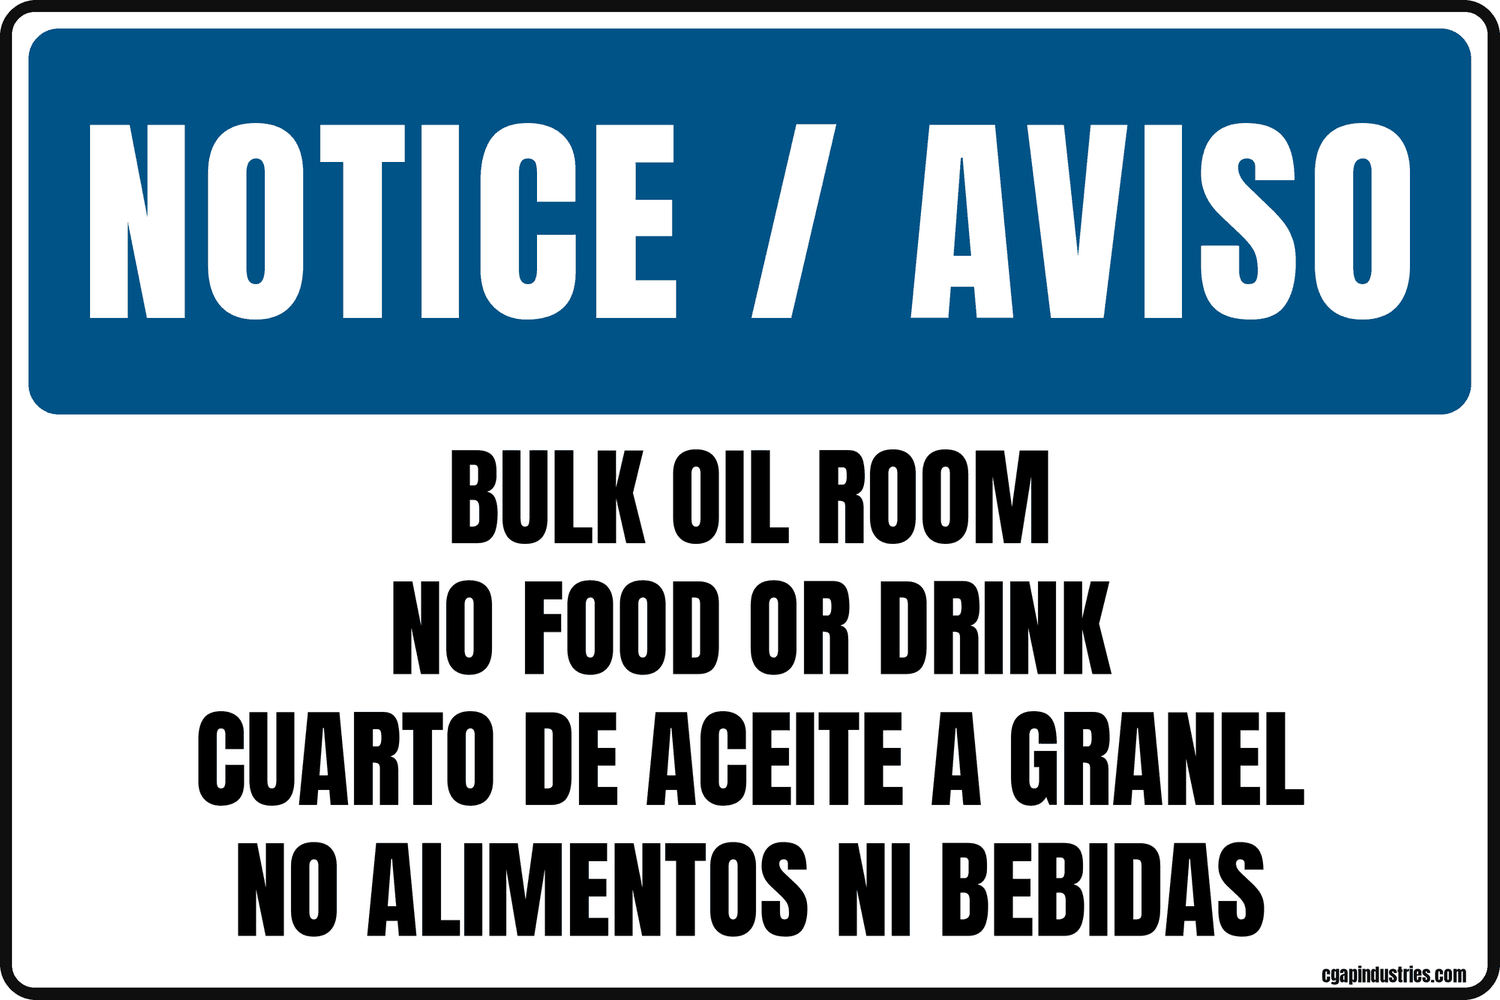 NOTICE / AVISO
BULK OIL ROOM
NO FOOD OR DRINK
CUARTO DE ACEITE A GRANEL
NO ALIMENTOS NI BEBIDAS
cgapindustries.com